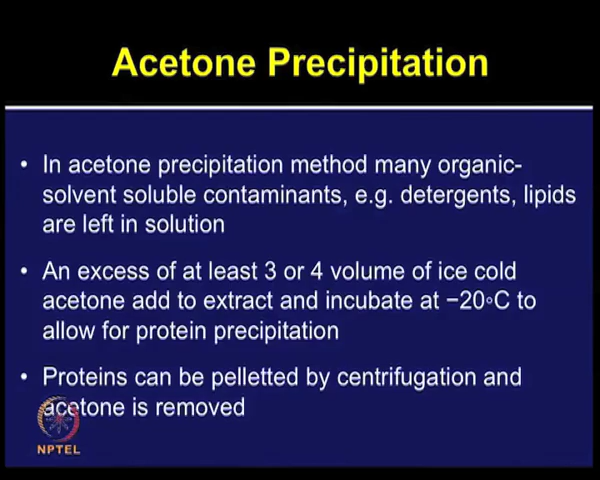 Acetone Precipitation
• In acetone precipitation method many organic-
solvent soluble contaminants, e.g. detergents, lipids
are left in solution
• An excess of at least 3 or 4 volume of ice cold
acetone add to extract and incubate at −20◦C to
allow for protein precipitation
• Proteins can be pelletted by centrifugation and
acetone is removed
NPTEL